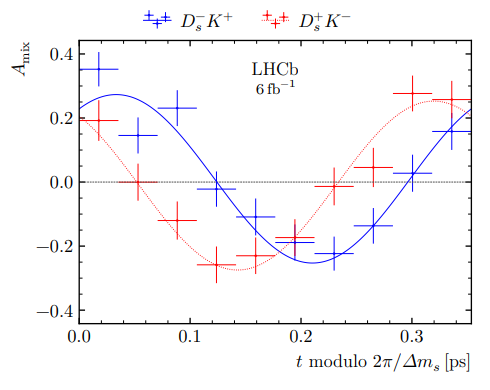 D_s^- K^+ D_s^+ K^-
A_mix
LHCb
6 fb^{-1}
0.4
0.2
0.0
−0.2
−0.4
0.0 0.1 0.2 0.3
t modulo 2π/Δm_s [ps]